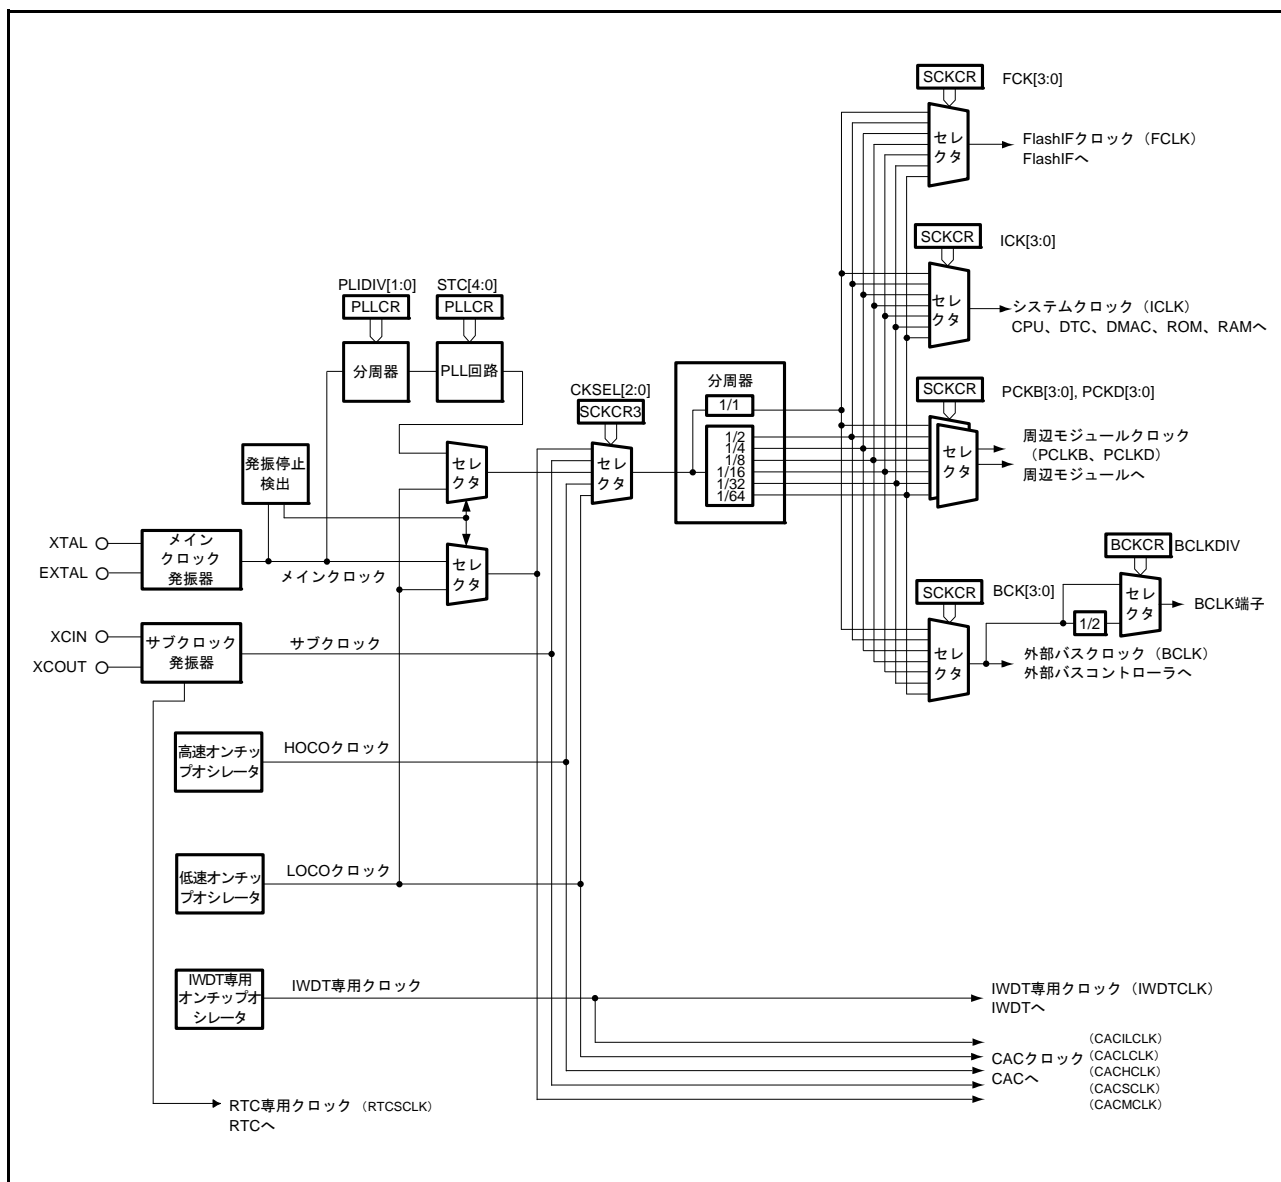 SCKCR
FCK[3:0]
セレ
クタ
FlashIFクロック（FCLK）
FlashIFへ
SCKCR
ICK[3:0]
セレ
クタ
システムクロック（ICLK）
CPU、DTC、DMAC、ROM、RAMへ
PLIDIV[1:0]
STC[4:0]
PLLCR
PLLCR
分周器
PLL回路
CKSEL[2:0]
SCKCR3
セレ
クタ
分周器
1/1
1/2
1/4
1/8
1/16
1/32
1/64
SCKCR
PCKB[3:0], PCKD[3:0]
セレ
クタ
周辺モジュールクロック
（PCLKB、PCLKD）
周辺モジュールへ
発振停止
検出
セレ
クタ
XTAL
EXTAL
メイン
クロック
発振器
メインクロック
セレ
クタ
BCKCR
BCLKDIV
セレ
クタ
BCLK端子
SCKCR
BCK[3:0]
1/2
セレ
クタ
外部バスクロック（BCLK）
外部バスコントローラへ
XCIN
XCOUT
サブクロック
発振器
サブクロック
高速オンチッ
プオシレータ
HOCOクロック
低速オンチッ
プオシレータ
LOCOクロック
IWDT専用
オンチップオ
シレータ
IWDT専用クロック
IWDT専用クロック（IWDTCLK）
IWDTへ
CACクロック
CACへ
（CACILCLK）
（CACLCLK）
（CACHCLK）
（CACSCLK）
（CACMCLK）
RTC専用クロック（RTCSCLK）
RTCへ